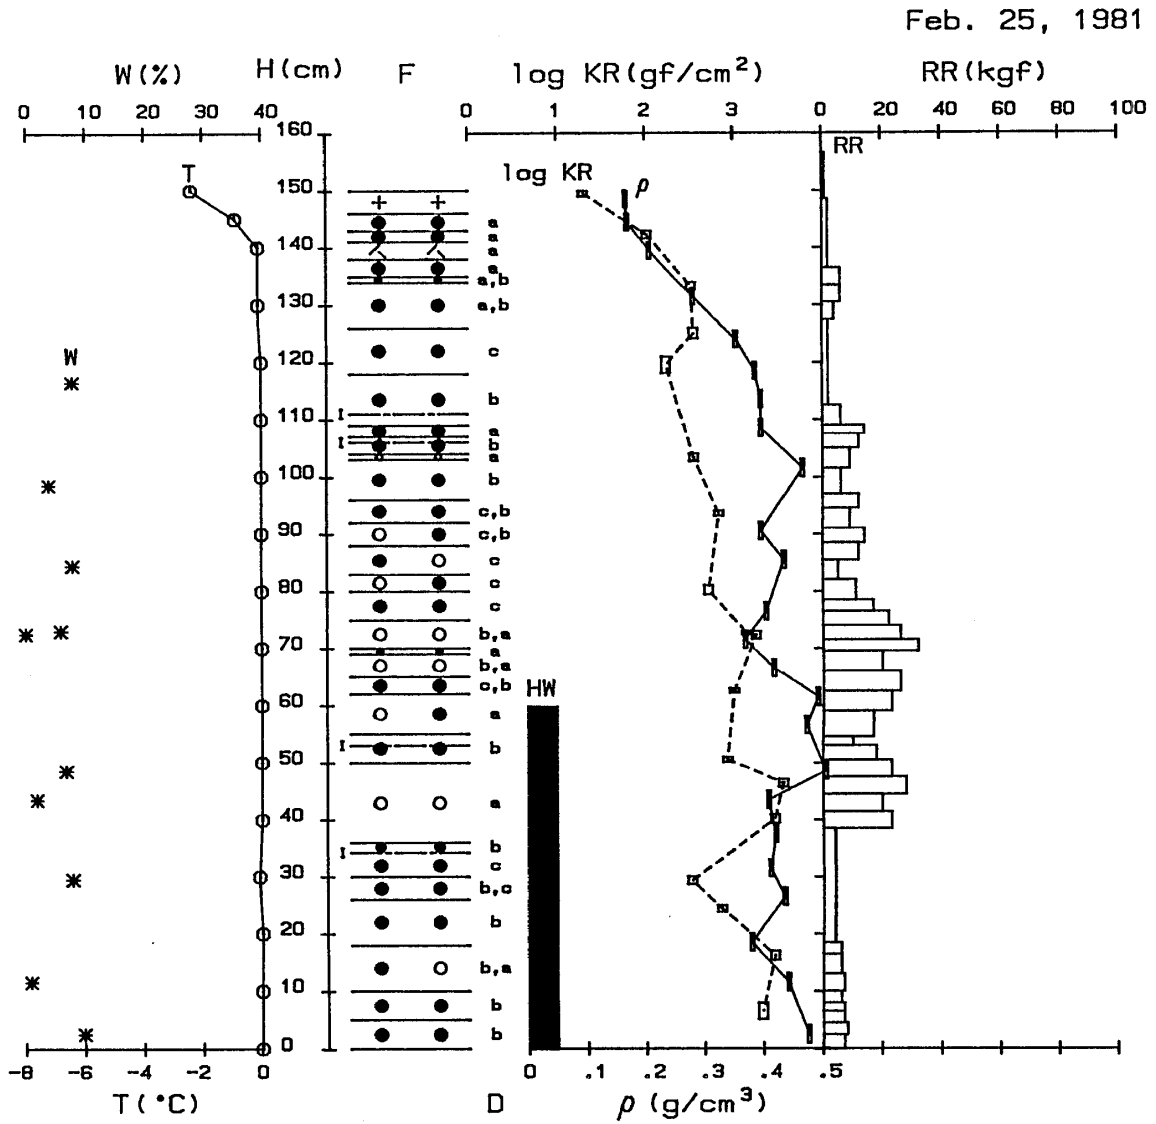 Feb. 25, 1981
W(%) H(cm) F log KR(gf/cm²) RR(kgf)
0 10 20 30 40 0 1 2 3 0 20 40 60 80 100
160
RR
T log KR ρ
150
a
a
140 a
a
a,b
130 a,b
W c
120
b
I
110 a
I b
a
100 b
c,b
90 c,b
c
80 c
c
b,a
70 a
b,a
c,b HW
60
a
I b
50
a
40
b
I c
30
b,c
b
20
b,a
10
b
b
0
-8 -6 -4 -2 0 0 .1 .2 .3 .4 .5
T(°C) D ρ (g/cm³)